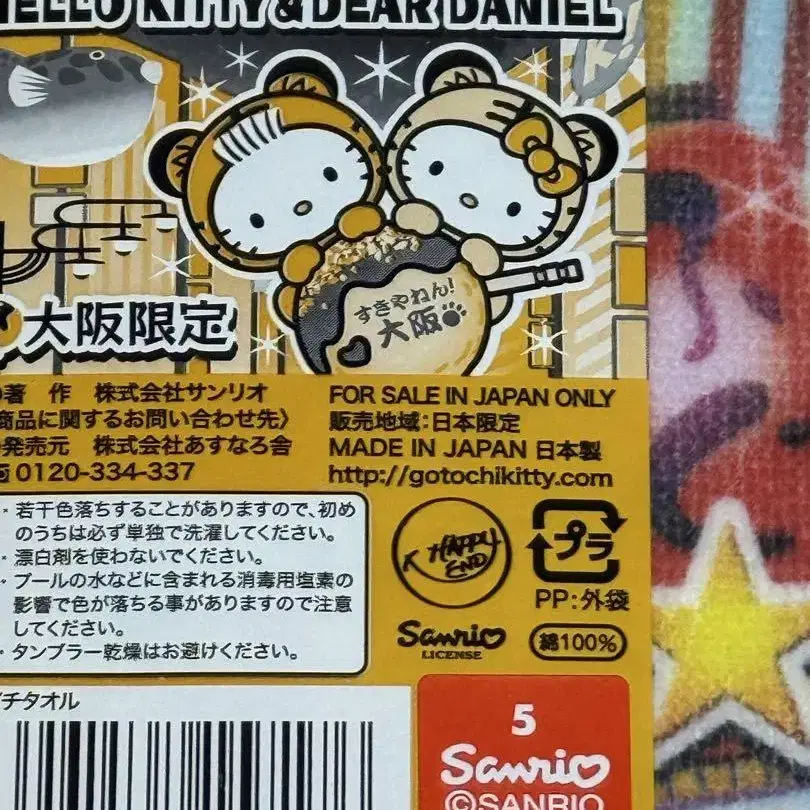 HELLO KITTY & DEAR DANIEL
すきやねん!
大阪
大阪限定
著 作 株式会社サンリオ
商品に関するお問い合わせ先〉
発売元 株式会社あすなろ舎
0120-334-337
FOR SALE IN JAPAN ONLY
販売地域:日本限定
MADE IN JAPAN 日本製
http://gotochikitty.com
・若干色落ちすることがありますので、初め
のうちは必ず単独で洗濯してください。
・漂白剤を使わないでください。
・プールの水などに含まれる消毒用塩素の
影響で色が落ちる事がありますので注意
してください。
・タンブラー乾燥はお避けください。
HAPPY
END
プラ
PP:外袋
Sanrio
LICENSE
綿100%
チタオル
5
Sanrio
©SANRIO